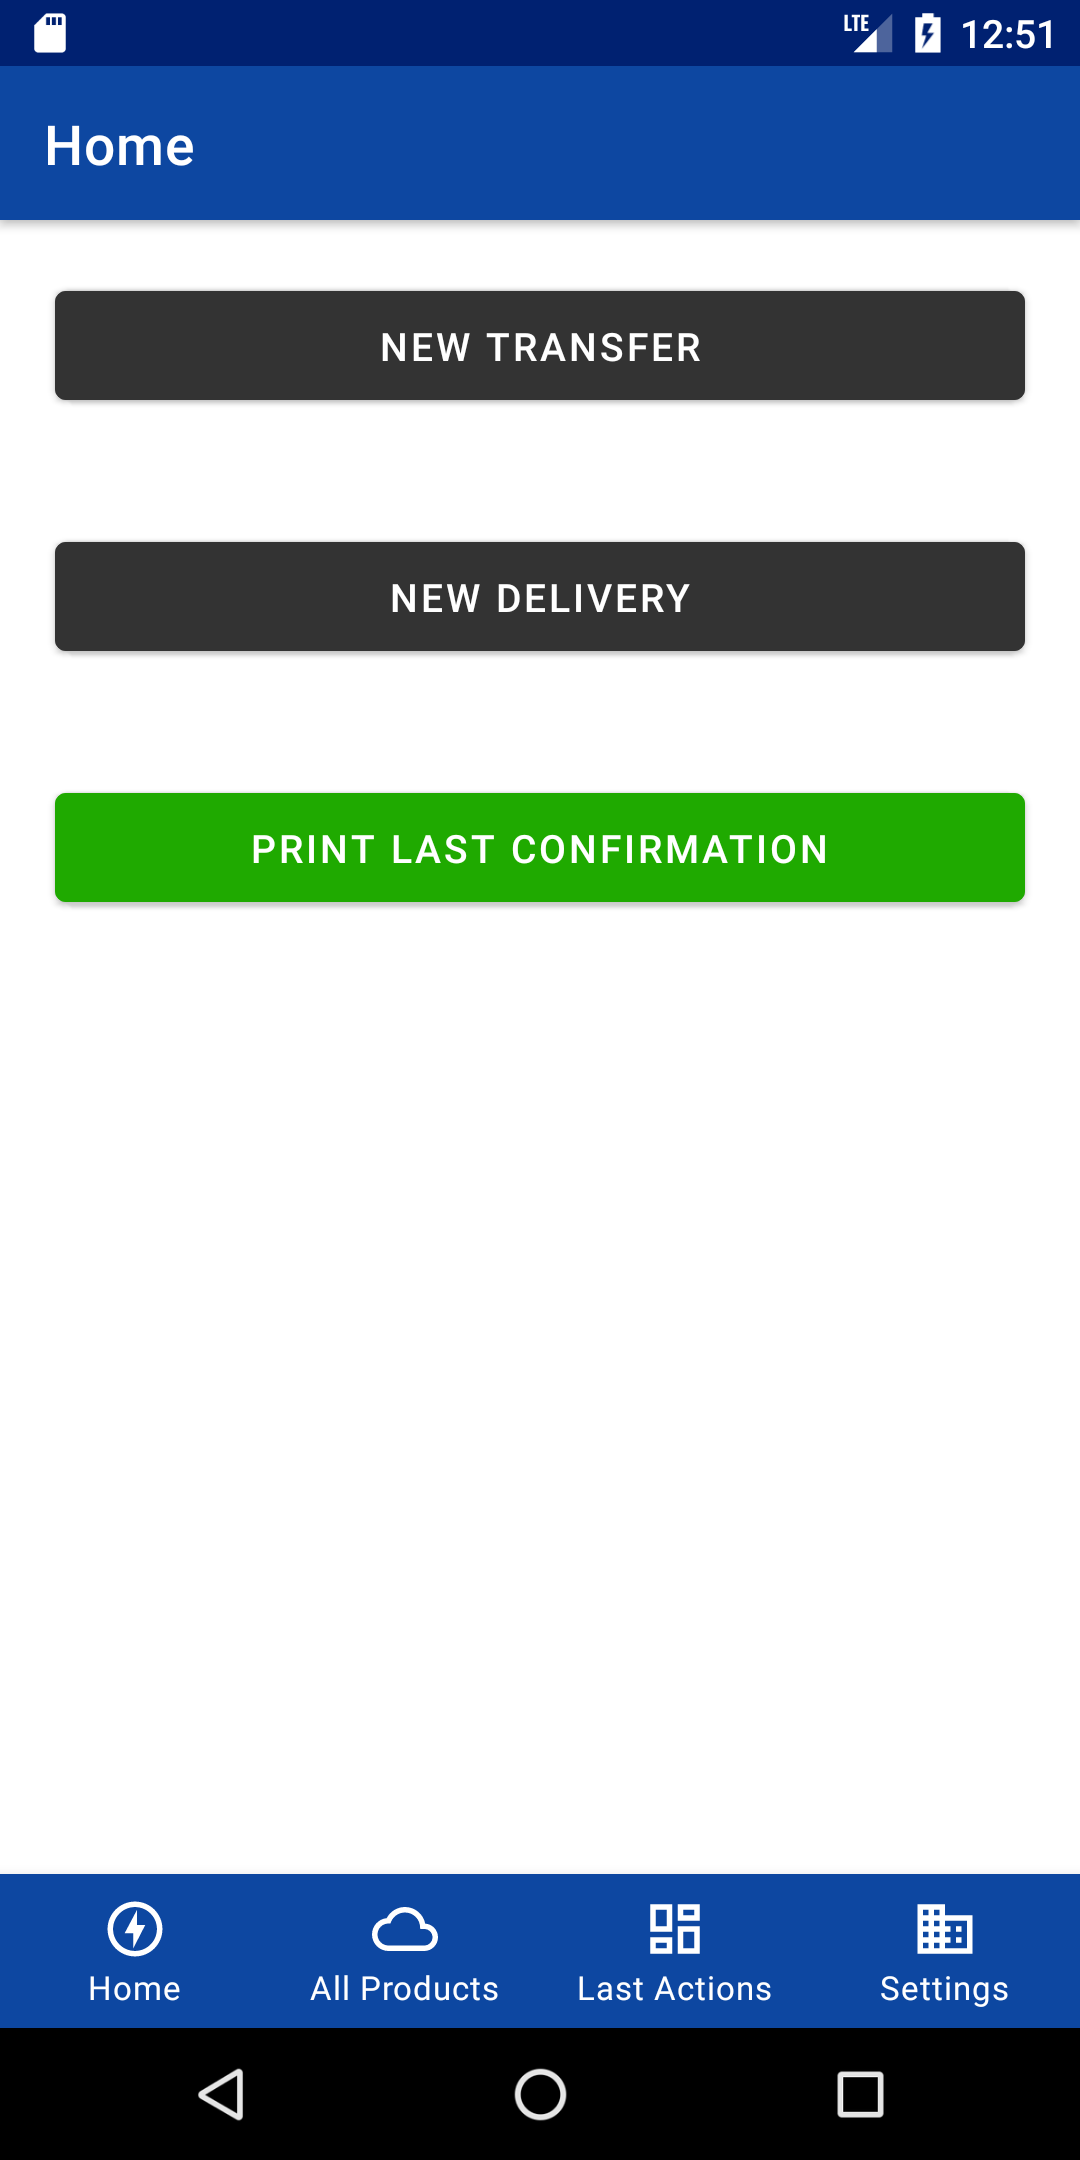 LTE 12:51
Home
NEW TRANSFER
NEW DELIVERY
PRINT LAST CONFIRMATION
Home All Products Last Actions Settings